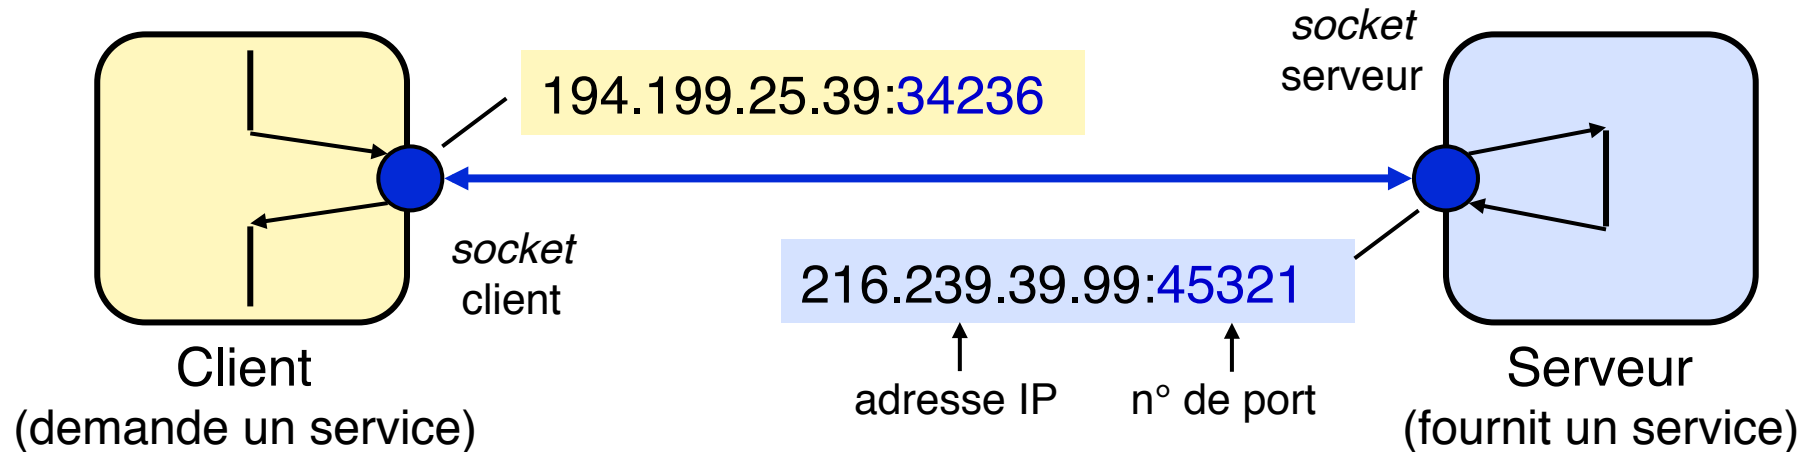 socket
serveur
194.199.25.39:34236
socket
client
216.239.39.99:45321
adresse IP
n° de port
Client
(demande un service)
Serveur
(fournit un service)